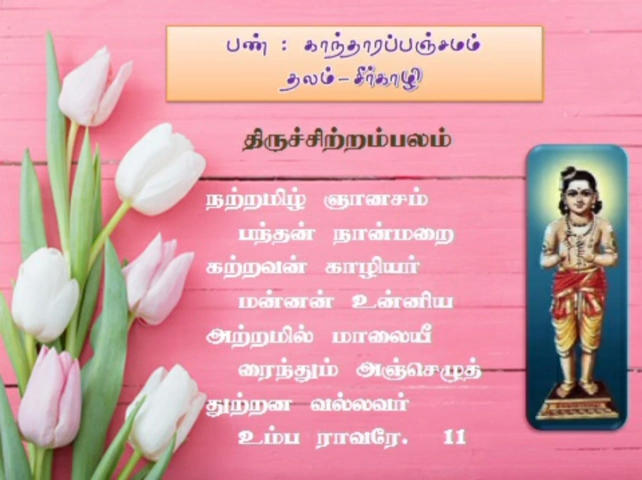 பண் : காந்தாரப்பஞ்சமம்
தலம்-சீர்காழி
திருச்சிற்றம்பலம்
நற்றமிழ் ஞானசம்
பந்தன் நான்மறை
கற்றவன் காழியர்
மன்னன் உன்னிய
அற்றமில் மாலையீ
ரைந்தும் அஞ்செழுத்
துற்றன வல்லவர்
உம்ப ராவரே. 11